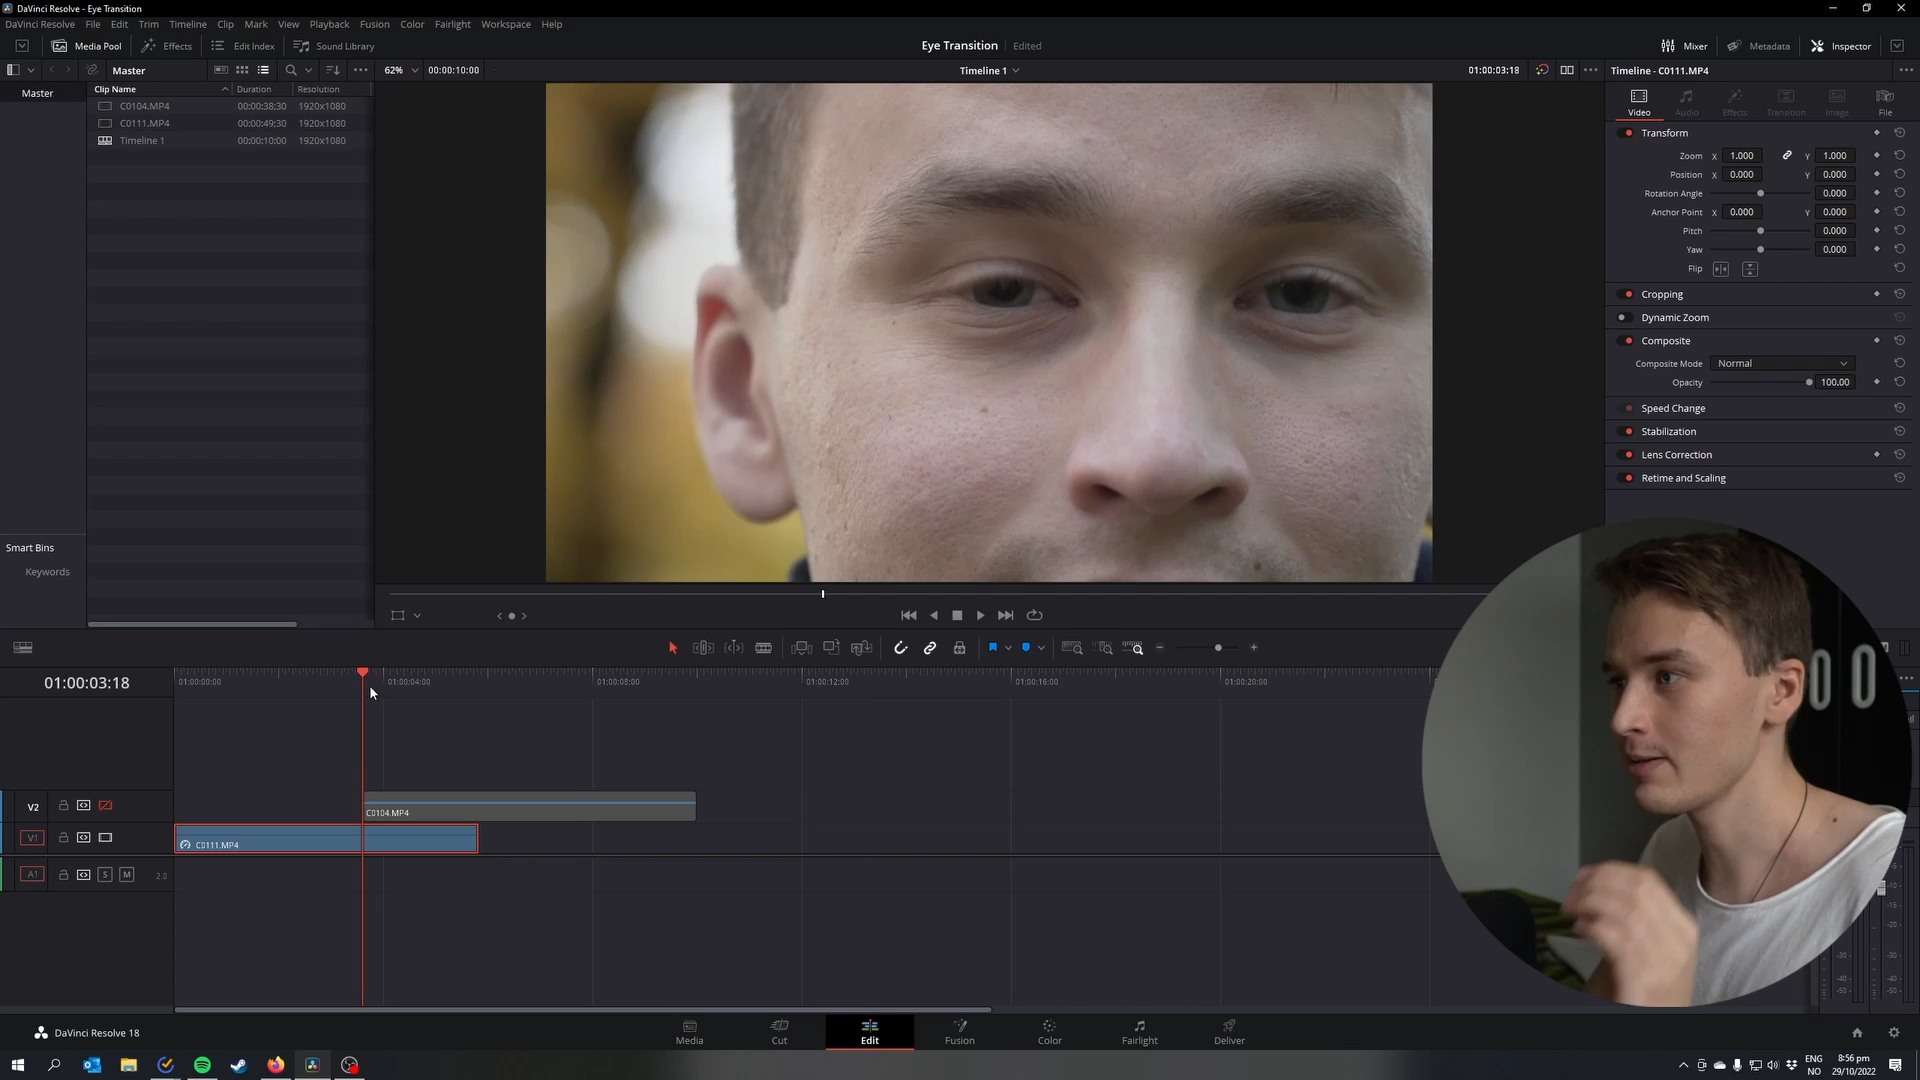 DaVinci Resolve - Eye Transition
DaVinci Resolve File Edit Trim Timeline Clip Mark View Playback Fusion Color Fairlight Workspace Help
Media Pool Effects Edit Index Sound Library Eye Transition Edited Mixer Metadata Inspector
Master 62% 00:00:10:00 Timeline 1 01:00:03:18 Timeline - C0111.MP4
Master Clip Name Duration Resolution
C0104.MP4 00:00:38;30 1920x1080
C0111.MP4 00:00:49;30 1920x1080
Timeline 1 00:00:10:00 1920x1080
Video Audio Effects Transition Image File
Transform
Zoom X 1.000 Y 1.000
Position X 0.000 Y 0.000
Rotation Angle 0.000
Anchor Point X 0.000 Y 0.000
Pitch 0.000
Yaw 0.000
Flip
Cropping
Dynamic Zoom
Composite
Composite Mode Normal
Opacity 100.00
Speed Change
Stabilization
Lens Correction
Retime and Scaling
Smart Bins
Keywords
01:00:03:18 01:00:00:00 01:00:04:00 01:00:08:00 01:00:12:00 01:00:16:00 01:00:20:00
V2 C0104.MP4
V1 C0111.MP4
A1 S M 2.0
DaVinci Resolve 18 Media Cut Edit Fusion Color Fairlight Deliver
ENG 8:56 pm
NO 29/10/2022